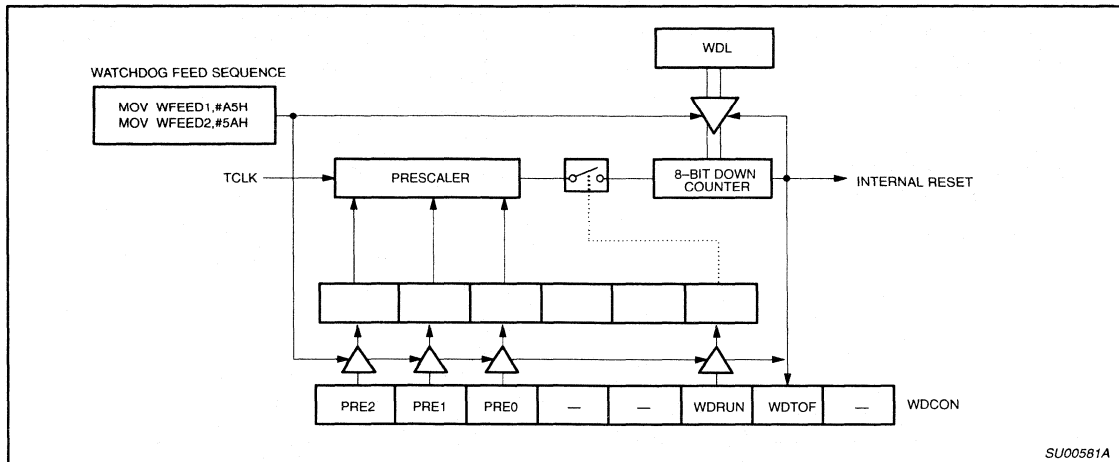 WDL
WATCHDOG FEED SEQUENCE
MOV WFEED1,#A5H
MOV WFEED2,#5AH
TCLK
PRESCALER
8–BIT DOWN
COUNTER
INTERNAL RESET
PRE2 PRE1 PRE0 — — WDRUN WDTOF — WDCON
SU00581A